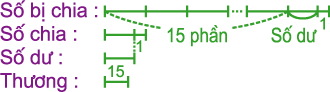 Số bị chia :
1
Số chia :
15 phần
Số dư
1
Số dư :
Thương :
15